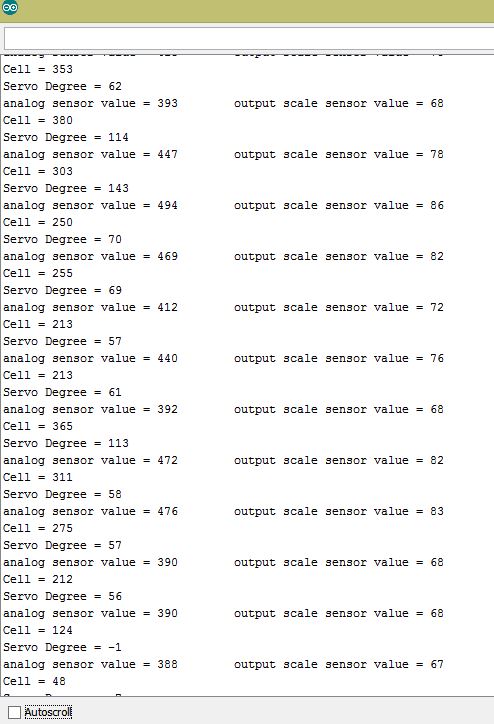 Cell = 353
Servo Degree = 62
analog sensor value = 393 output scale sensor value = 68
Cell = 380
Servo Degree = 114
analog sensor value = 447 output scale sensor value = 78
Cell = 303
Servo Degree = 143
analog sensor value = 494 output scale sensor value = 86
Cell = 250
Servo Degree = 70
analog sensor value = 469 output scale sensor value = 82
Cell = 255
Servo Degree = 69
analog sensor value = 412 output scale sensor value = 72
Cell = 213
Servo Degree = 57
analog sensor value = 440 output scale sensor value = 76
Cell = 213
Servo Degree = 61
analog sensor value = 392 output scale sensor value = 68
Cell = 365
Servo Degree = 113
analog sensor value = 472 output scale sensor value = 82
Cell = 311
Servo Degree = 58
analog sensor value = 476 output scale sensor value = 83
Cell = 275
Servo Degree = 57
analog sensor value = 390 output scale sensor value = 68
Cell = 212
Servo Degree = 56
analog sensor value = 390 output scale sensor value = 68
Cell = 124
Servo Degree = -1
analog sensor value = 388 output scale sensor value = 67
Cell = 48
Autoscroll